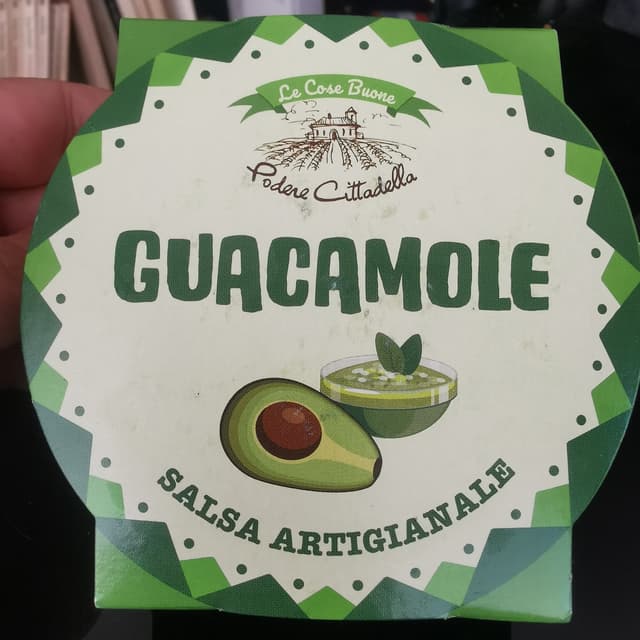 Le Cose Buone
Podere Cittadella
GUACAMOLE
SALSA ARTIGIANALE